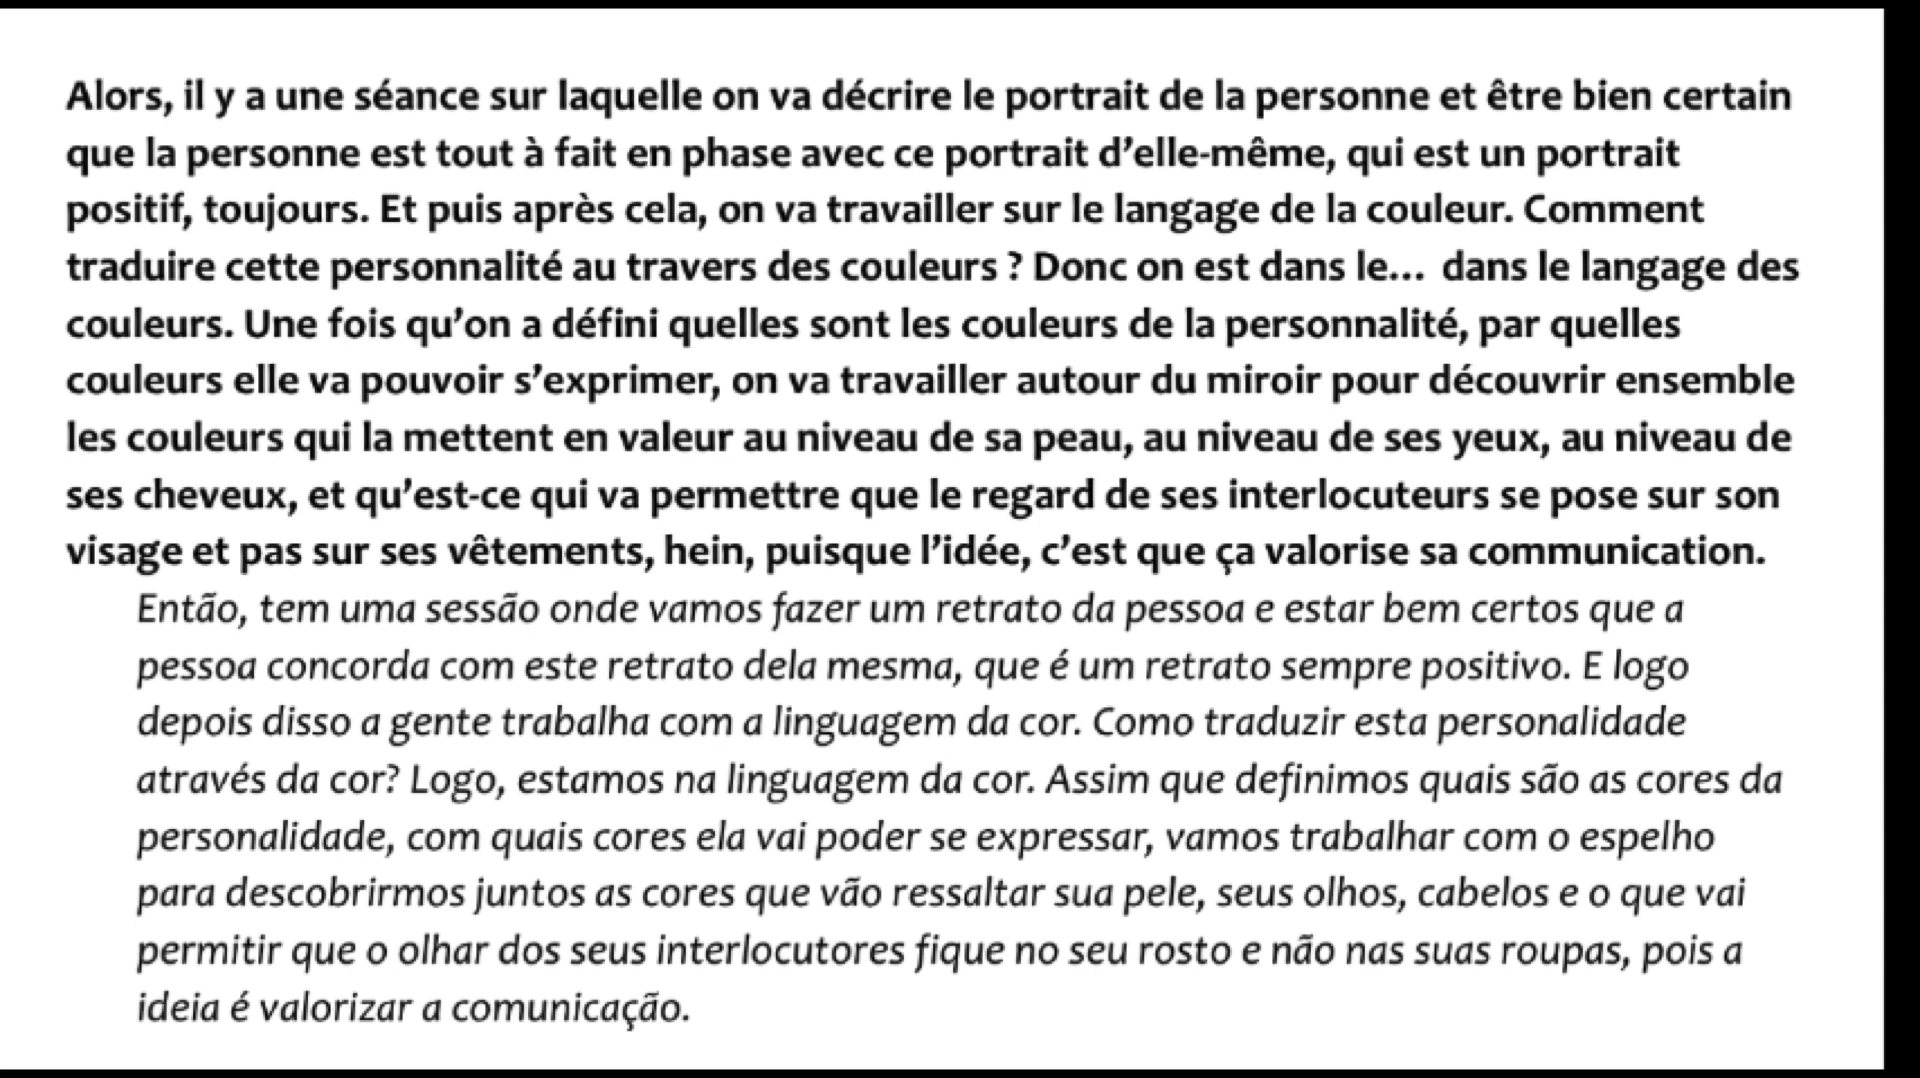 Alors, il y a une séance sur laquelle on va décrire le portrait de la personne et être bien certain
que la personne est tout à fait en phase avec ce portrait d’elle-même, qui est un portrait
positif, toujours. Et puis après cela, on va travailler sur le langage de la couleur. Comment
traduire cette personnalité au travers des couleurs ? Donc on est dans le... dans le langage des
couleurs. Une fois qu’on a défini quelles sont les couleurs de la personnalité, par quelles
couleurs elle va pouvoir s’exprimer, on va travailler autour du miroir pour découvrir ensemble
les couleurs qui la mettent en valeur au niveau de sa peau, au niveau de ses yeux, au niveau de
ses cheveux, et qu’est-ce qui va permettre que le regard de ses interlocuteurs se pose sur son
visage et pas sur ses vêtements, hein, puisque l’idée, c’est que ça valorise sa communication.
Então, tem uma sessão onde vamos fazer um retrato da pessoa e estar bem certos que a
pessoa concorda com este retrato dela mesma, que é um retrato sempre positivo. E logo
depois disso a gente trabalha com a linguagem da cor. Como traduzir esta personalidade
através da cor? Logo, estamos na linguagem da cor. Assim que definimos quais são as cores da
personalidade, com quais cores ela vai poder se expressar, vamos trabalhar com o espelho
para descobrirmos juntos as cores que vão ressaltar sua pele, seus olhos, cabelos e o que vai
permitir que o olhar dos seus interlocutores fique no seu rosto e não nas suas roupas, pois a
ideia é valorizar a comunicação.